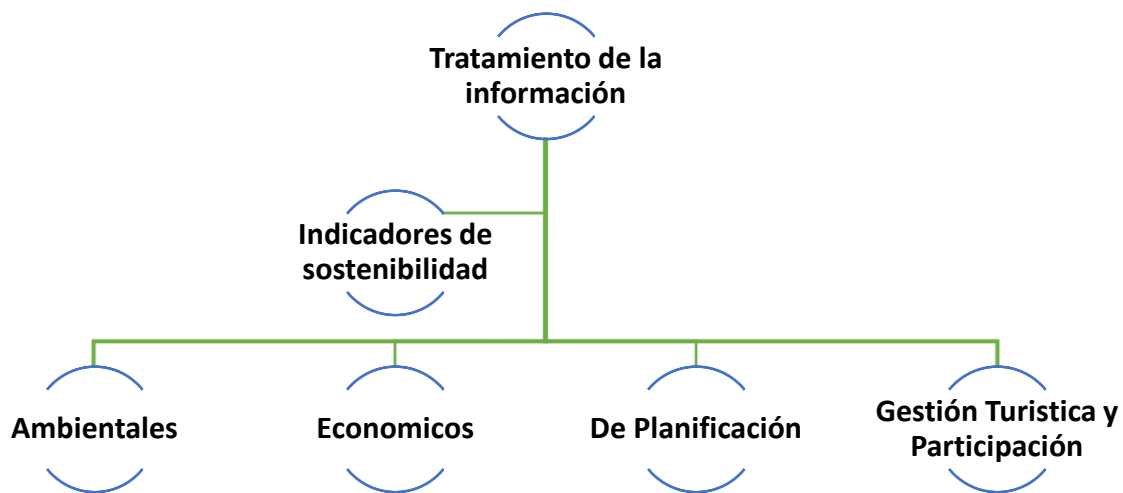 Tratamiento de la
información
Indicadores de
sostenibilidad
Ambientales
Economicos
De Planificación
Gestión Turistica y
Participación